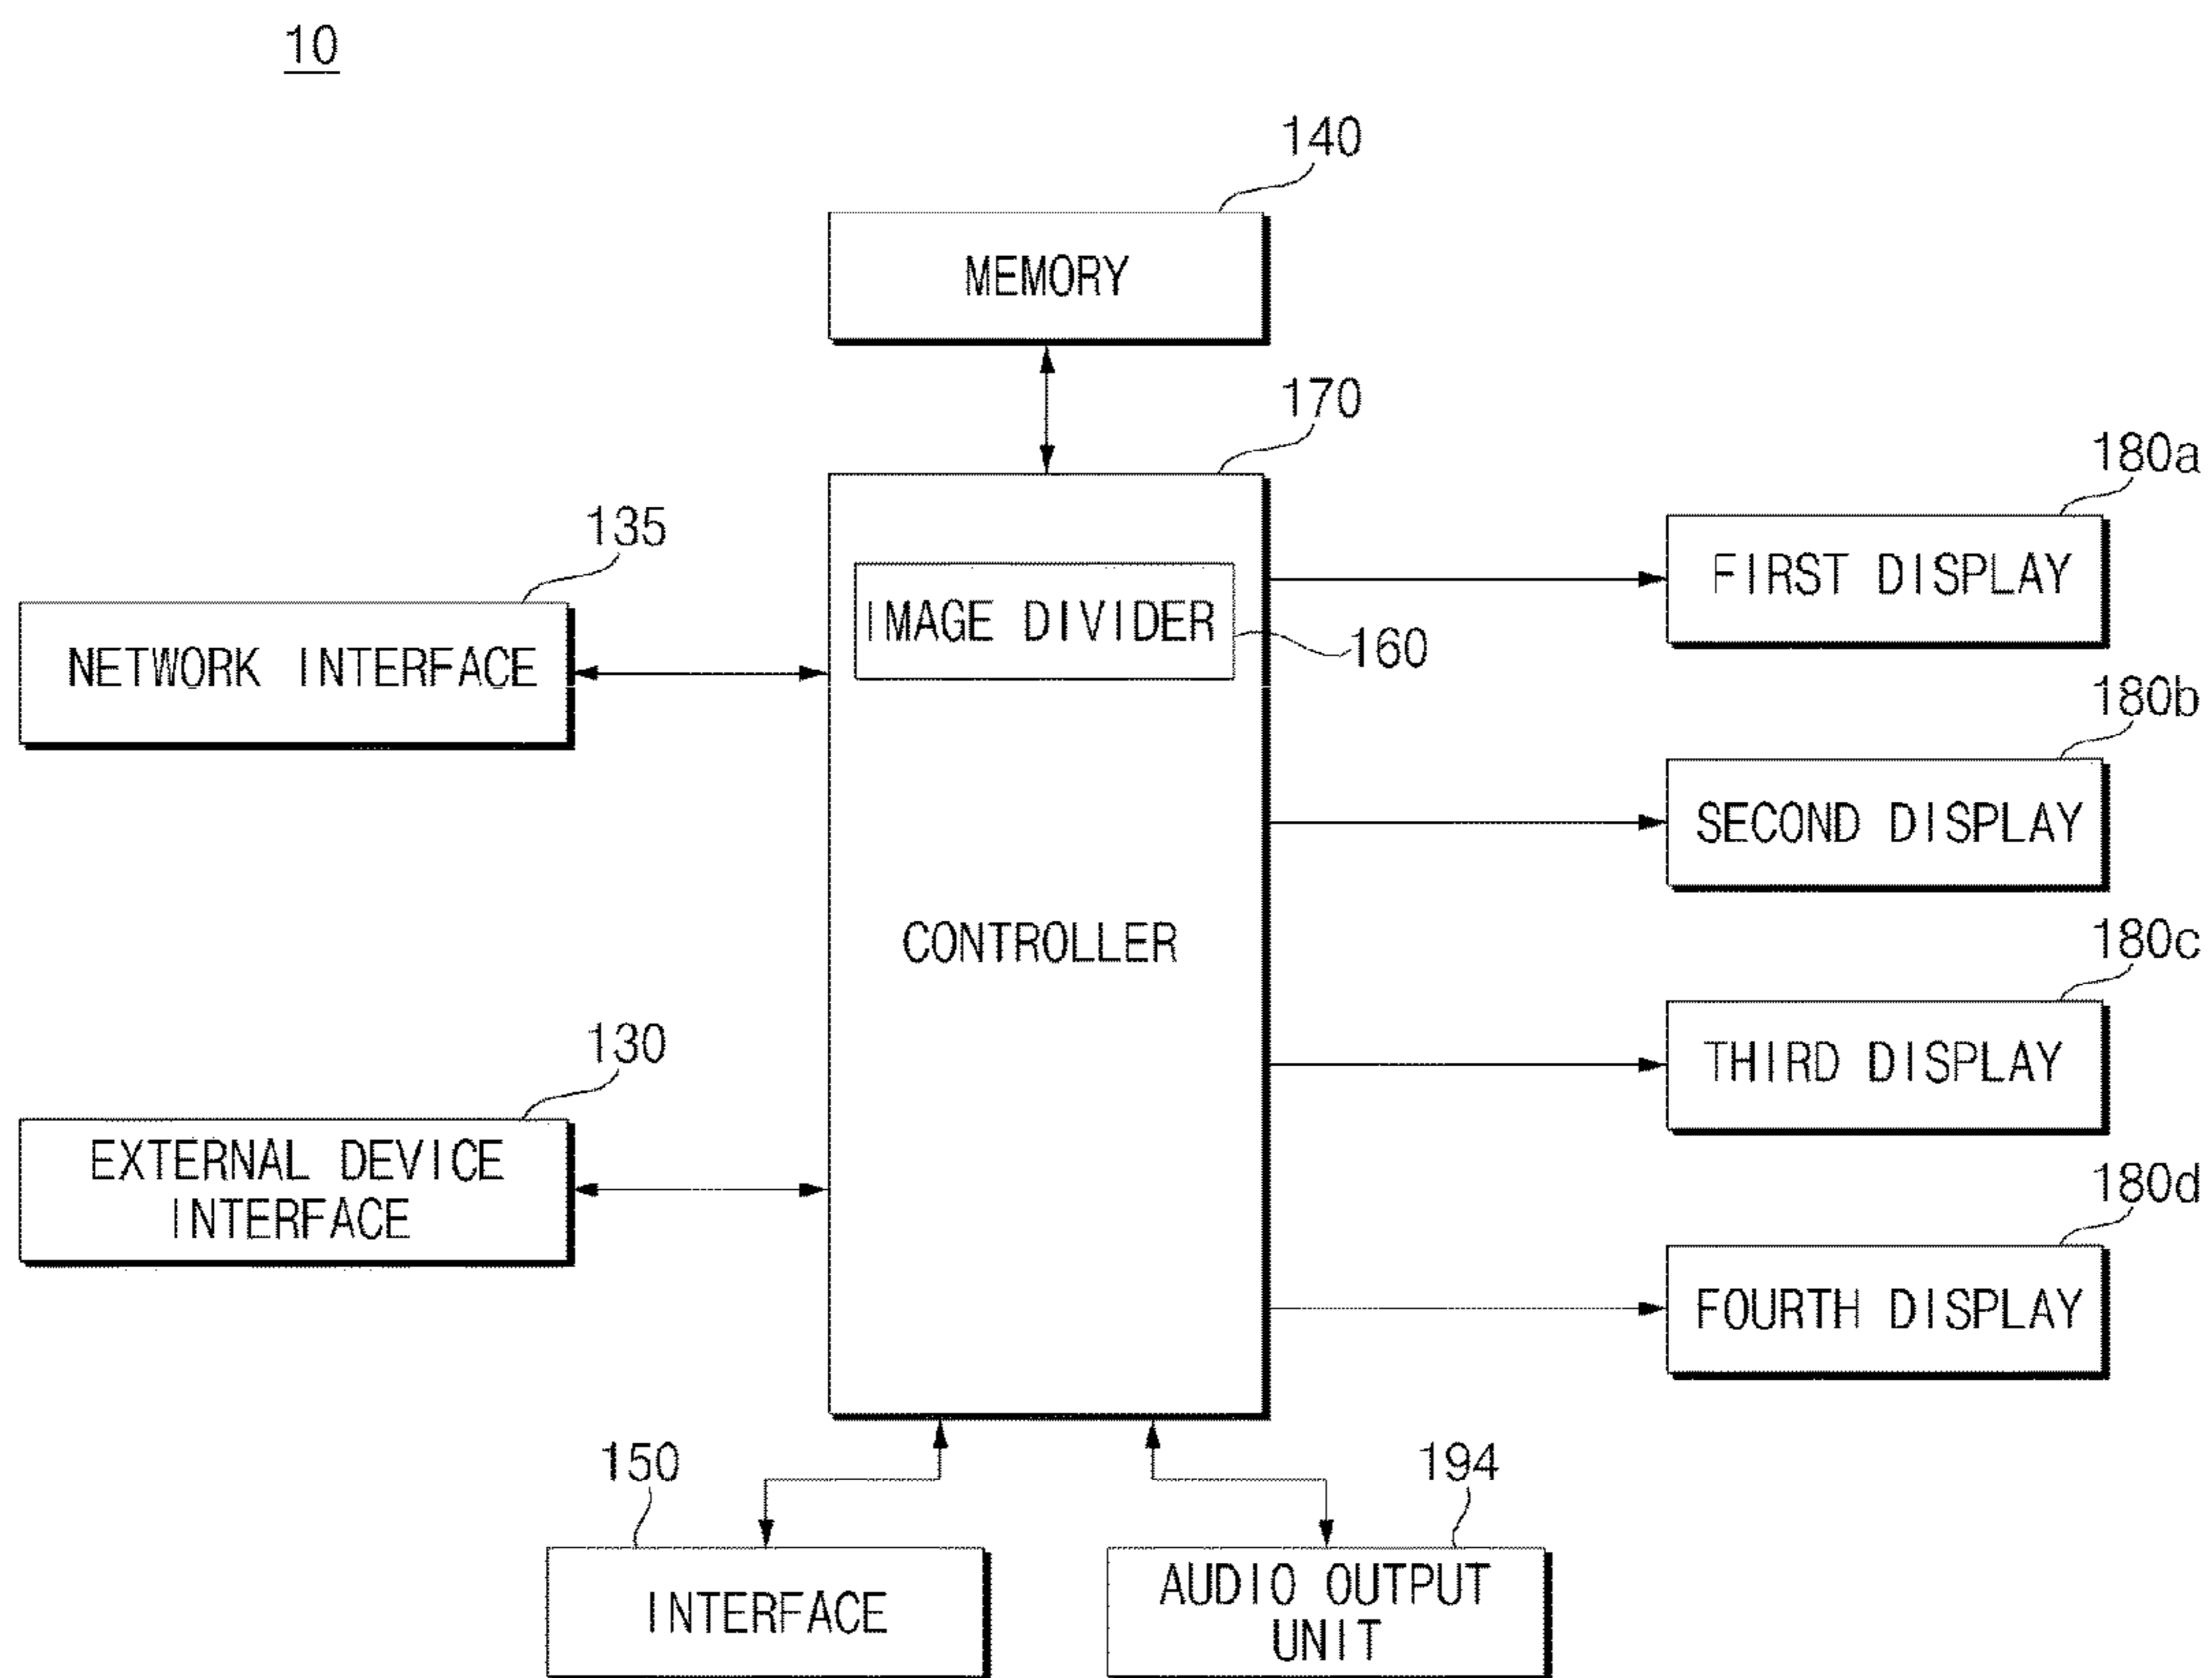 10
140
MEMORY
170
180a
FIRST DISPLAY
135
IMAGE DIVIDER
160
NETWORK INTERFACE
180b
SECOND DISPLAY
CONTROLLER
180c
THIRD DISPLAY
130
EXTERNAL DEVICE
INTERFACE
180d
FOURTH DISPLAY
150
INTERFACE
194
AUDIO OUTPUT
UNIT